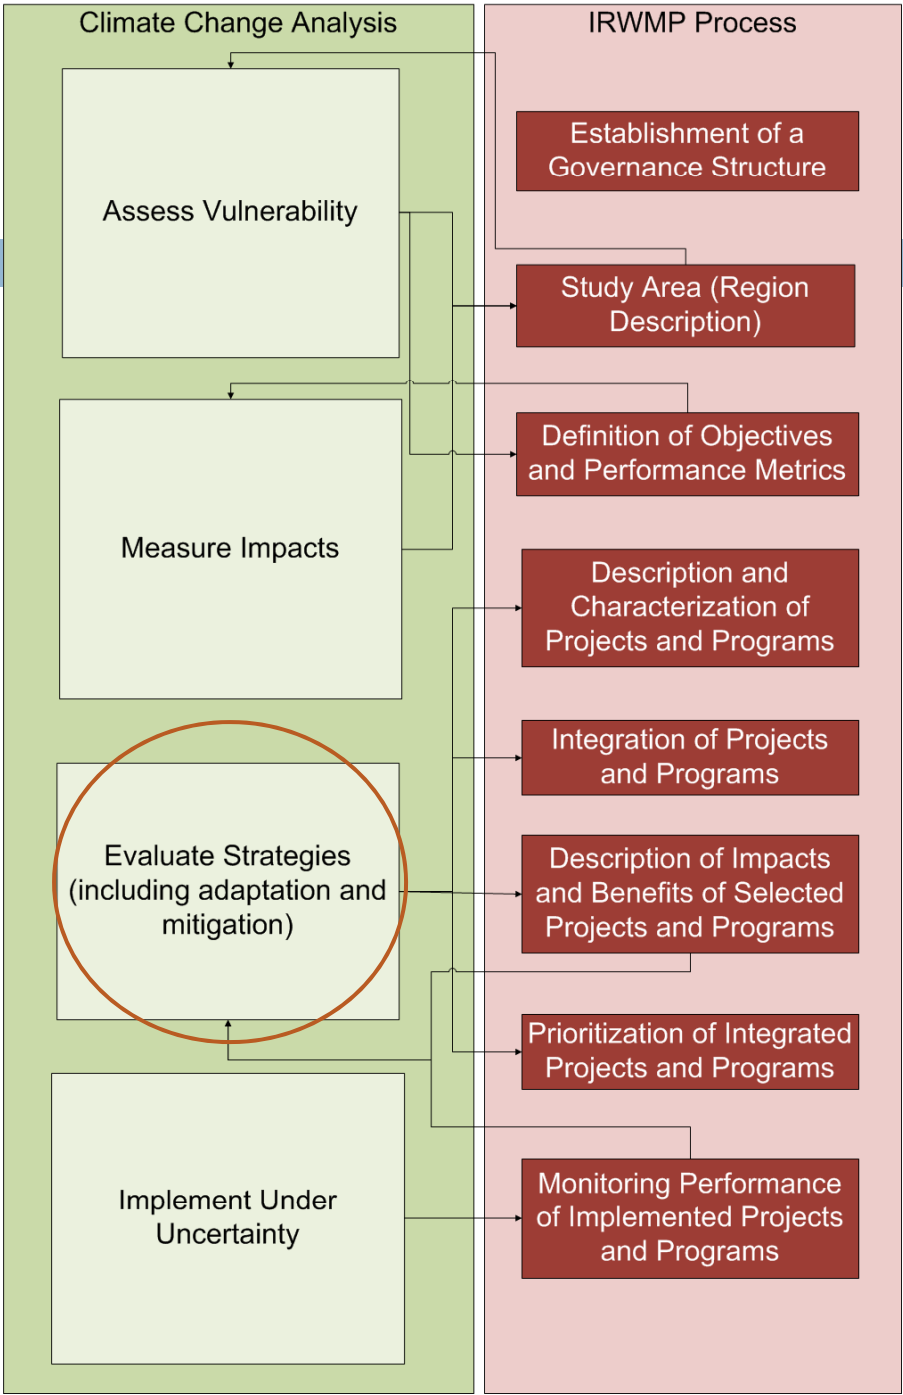 Climate Change Analysis
Assess Vulnerability
Measure Impacts
Evaluate Strategies
(including adaptation and
mitigation)
Implement Under
Uncertainty
IRWMP Process
Establishment of a
Governance Structure
Study Area (Region
Description)
Definition of Objectives
and Performance Metrics
Description and
Characterization of
Projects and Programs
Integration of Projects
and Programs
Description of Impacts
and Benefits of Selected
Projects and Programs
Prioritization of Integrated
Projects and Programs
Monitoring Performance
of Implemented Projects
and Programs